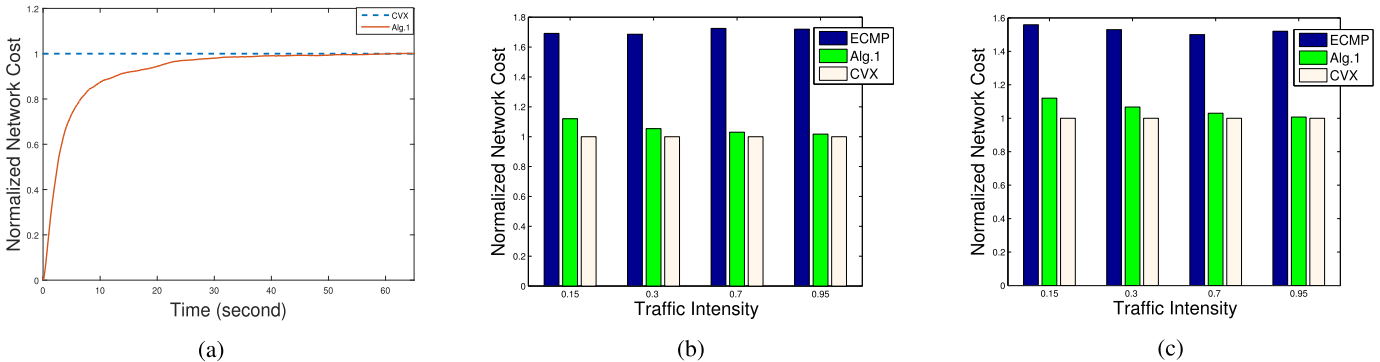 Normalized Network Cost
1.2
1
0.8
0.6
0.4
0.2
0
0 10 20 30 40 50 60
Time (second)
CVX
Alg.1
(a)
Normalized Network Cost
1.8
1.6
1.4
1.2
1
0.8
0.6
0.4
0.2
0
0.15 0.3 0.7 0.95
Traffic Intensity
ECMP
Alg.1
CVX
(b)
Normalized Network Cost
1.6
1.4
1.2
1
0.8
0.6
0.4
0.2
0
0.15 0.3 0.7 0.95
Traffic Intensity
ECMP
Alg.1
CVX
(c)